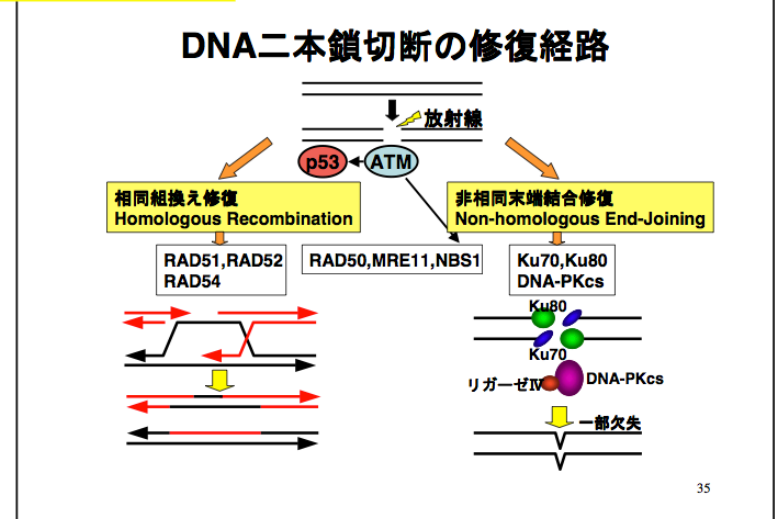 DNA二本鎖切断の修復経路
放射線
p53
ATM
相同組換え修復
Homologous Recombination
非相同末端結合修復
Non-homologous End-Joining
RAD51,RAD52
RAD54
RAD50,MRE11,NBS1
Ku70,Ku80
DNA-PKcs
Ku80
Ku70
リガーゼⅣ
DNA-PKcs
一部欠失
35